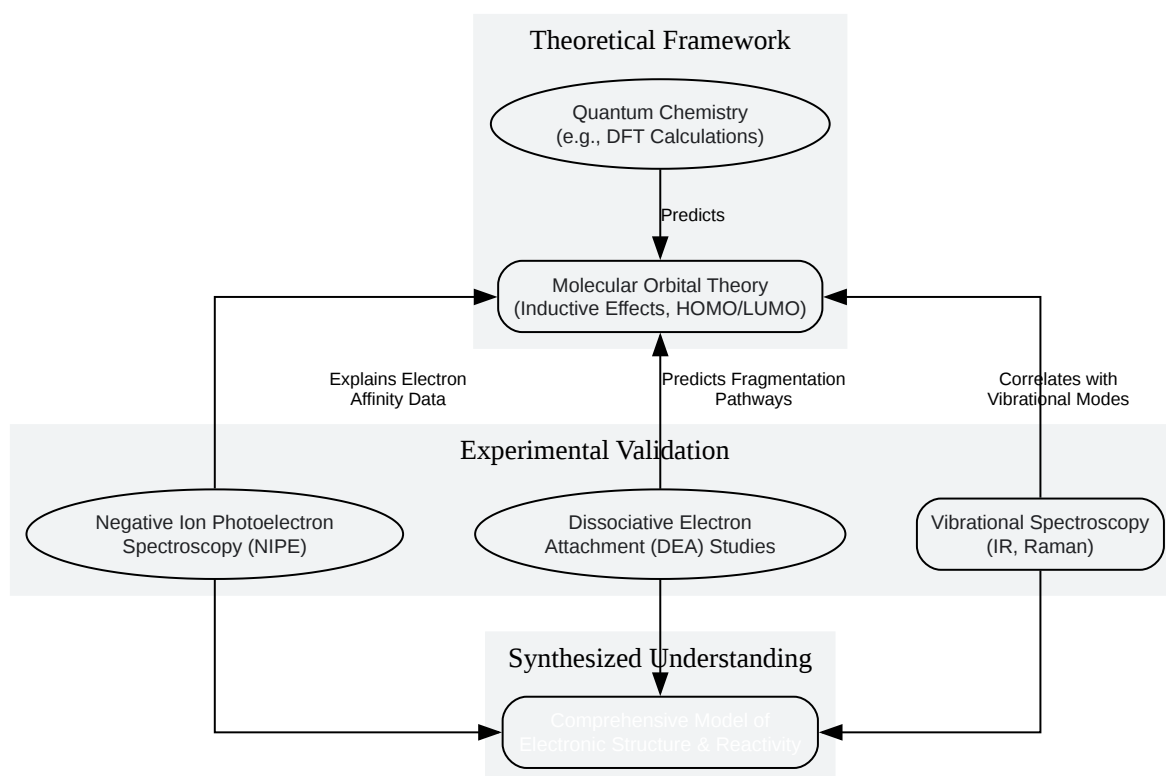 Theoretical Framework
Quantum Chemistry
(e.g., DFT Calculations)
Predicts
Molecular Orbital Theory
(Inductive Effects, HOMO/LUMO)
Explains Electron
Affinity Data
Predicts Fragmentation
Pathways
Correlates with
Vibrational Modes
Experimental Validation
Negative Ion Photoelectron
Spectroscopy (NIPE)
Dissociative Electron
Attachment (DEA) Studies
Vibrational Spectroscopy
(IR, Raman)
Synthesized Understanding
Comprehensive Model of
Electronic Structure & Reactivity